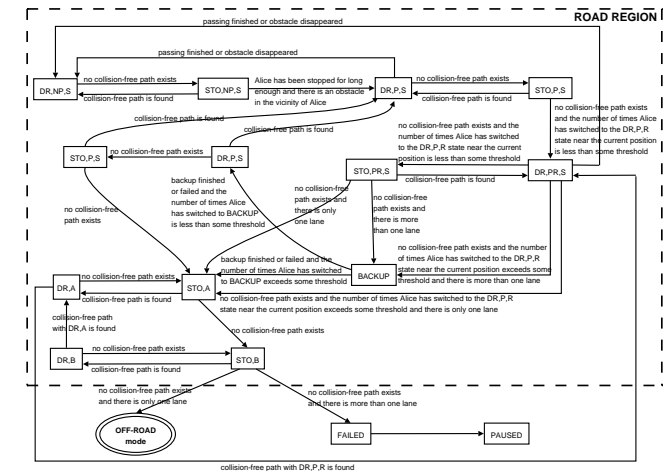 ROAD REGION
passing finished or obstacle disappeared
passing finished or obstacle disappeared
DR,NP,S
no collision-free path exists
collision-free path is found
STO,NP,S
Alice has been stopped for long
enough and there is an obstacle
in the vicinity of Alice
DR,P,S
no collision-free path exists
collision-free path is found
STO,P,S
collision-free path is found
collision-free path is found
no collision-free path exists and the
number of times Alice has switched
to the DR,P,R state near the current
position is less than some threshold
no collision-free path exists and the
number of times Alice has switched
to the DR,P,R
state near the current position
is less than some threshold
STO,P,S
no collision-free path exists
DR,P,S
STO,PR,S
collision-free path is found
DR,PR,S
backup finished
or failed and the
number of times Alice
has switched to BACKUP
is less than some threshold
no collision-free
path exists and
there is only
one lane
no collision-free
path exists and
there is more
than one lane
no collision-free
path exists
no collision-free path exists and the number
of times Alice has switched to the DR,P,R
state near the current position exceeds some
threshold and there is more than one lane
backup finished or failed and the
number of times Alice has switched
to BACKUP exceeds some threshold
BACKUP
DR,A
no collision-free path exists
collision-free path is found
STO,A
no collision-free path exists and the number of times Alice has switched to the DR,P,R
state near the current position exceeds some threshold and there is only one lane
collision-free path
with DR,A is found
no collision-free path exists
DR,B
no collision-free path exists
collision-free path is found
STO,B
no collision-free path exists
and there is only one lane
no collision-free path exists
and there is more than one lane
OFF-ROAD
mode
FAILED
PAUSED
collision-free path with DR,P,R is found